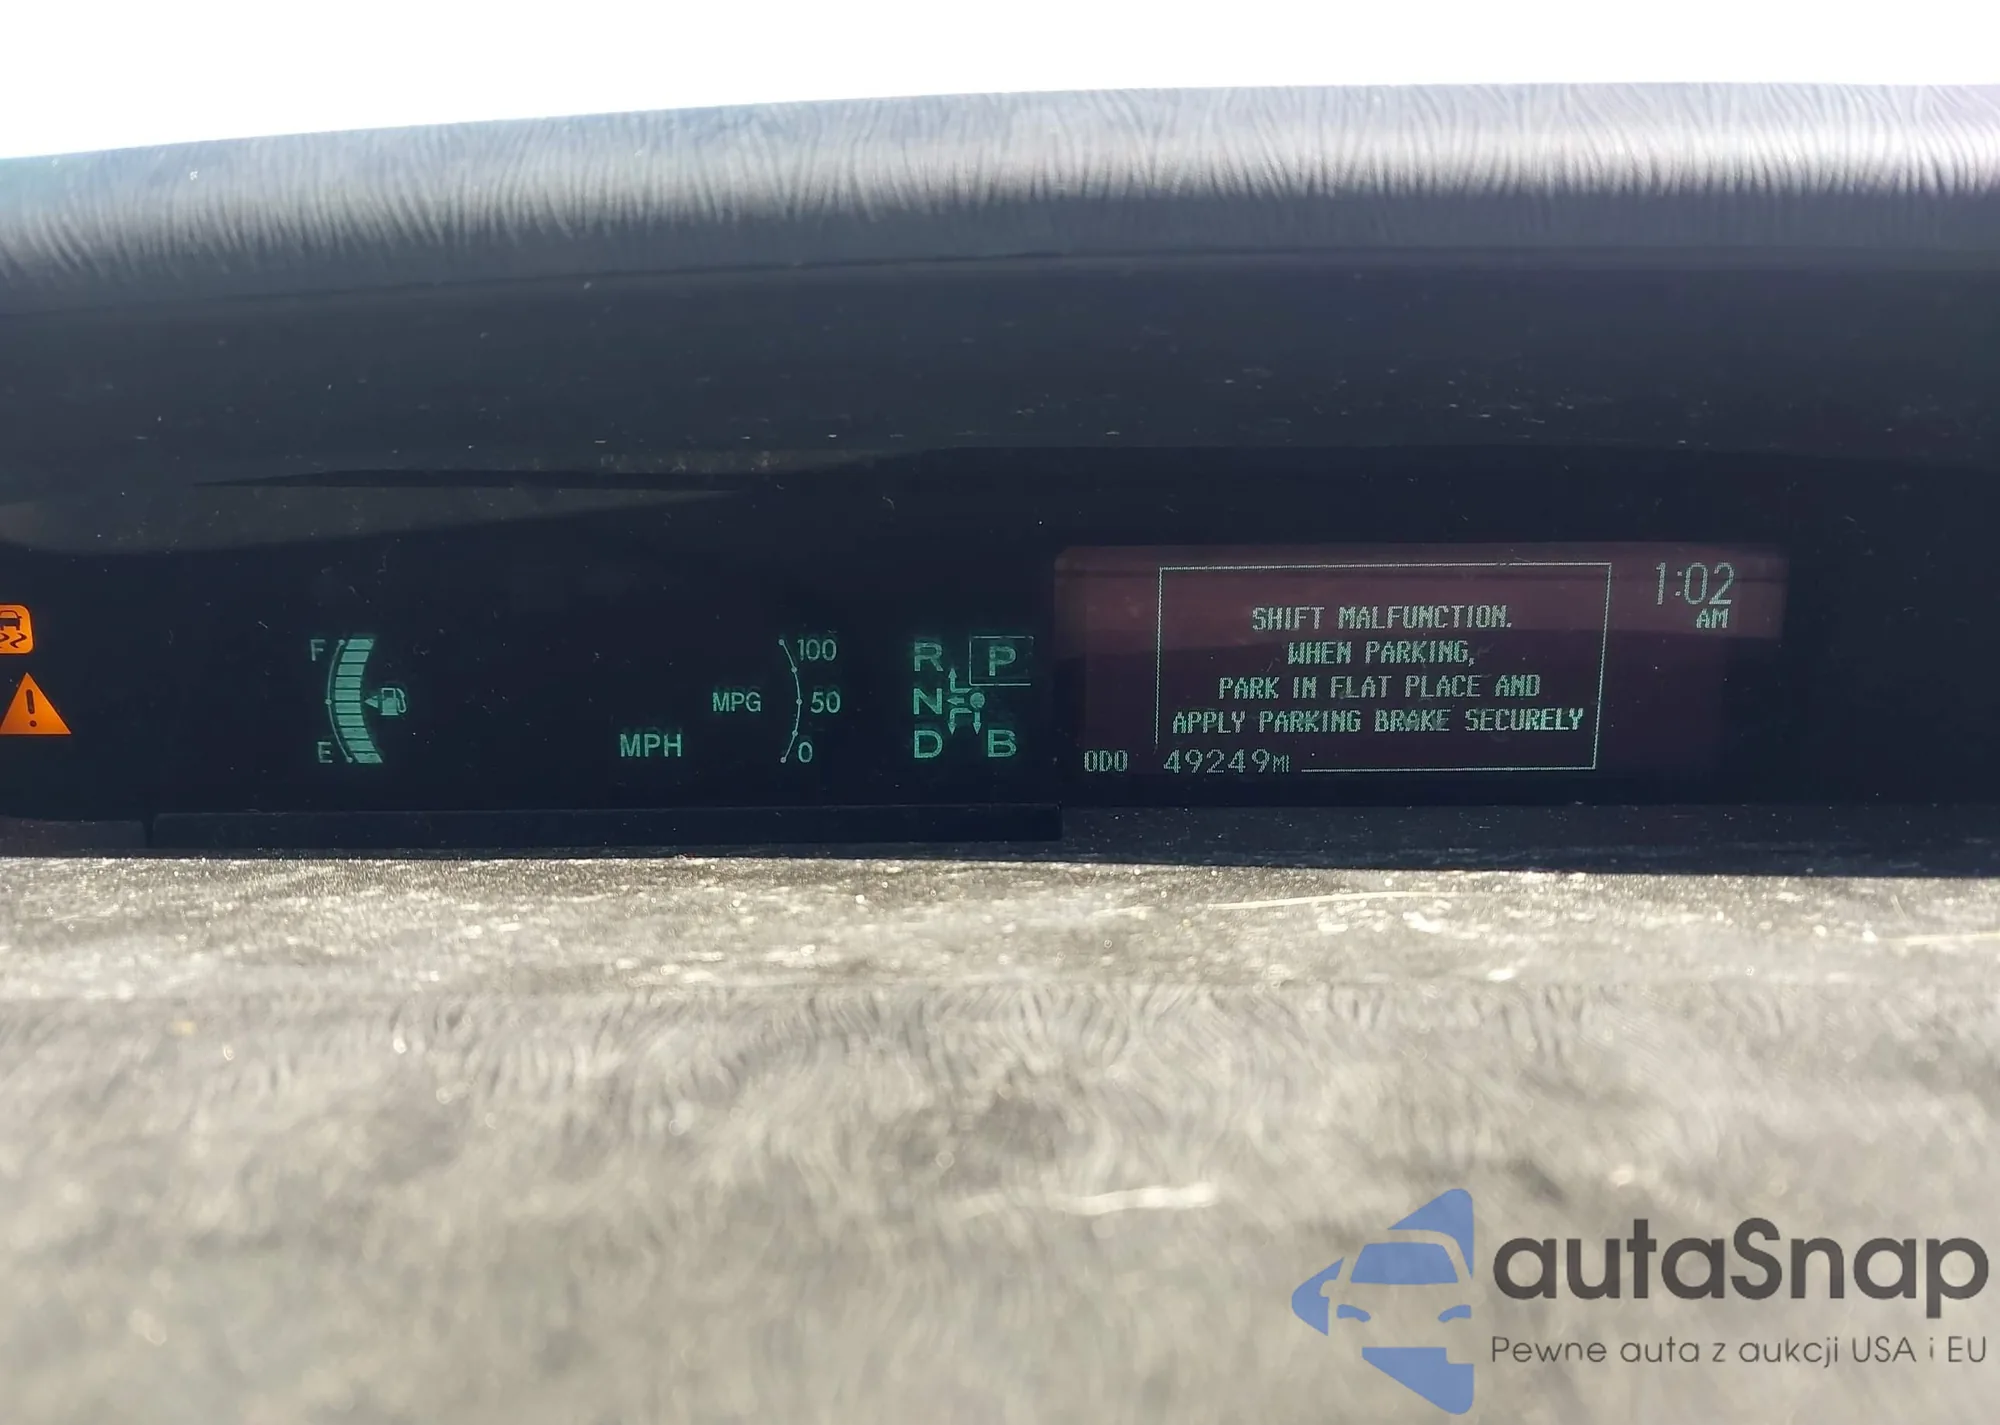 F
E
MPH
MPG
100
50
0
R P
N
D B
SHIFT MALFUNCTION.
WHEN PARKING,
PARK IN FLAT PLACE AND
APPLY PARKING BRAKE SECURELY
1:02
AM
ODO 49249MI
autaSnap
Pewne auta z aukcji USA i EU